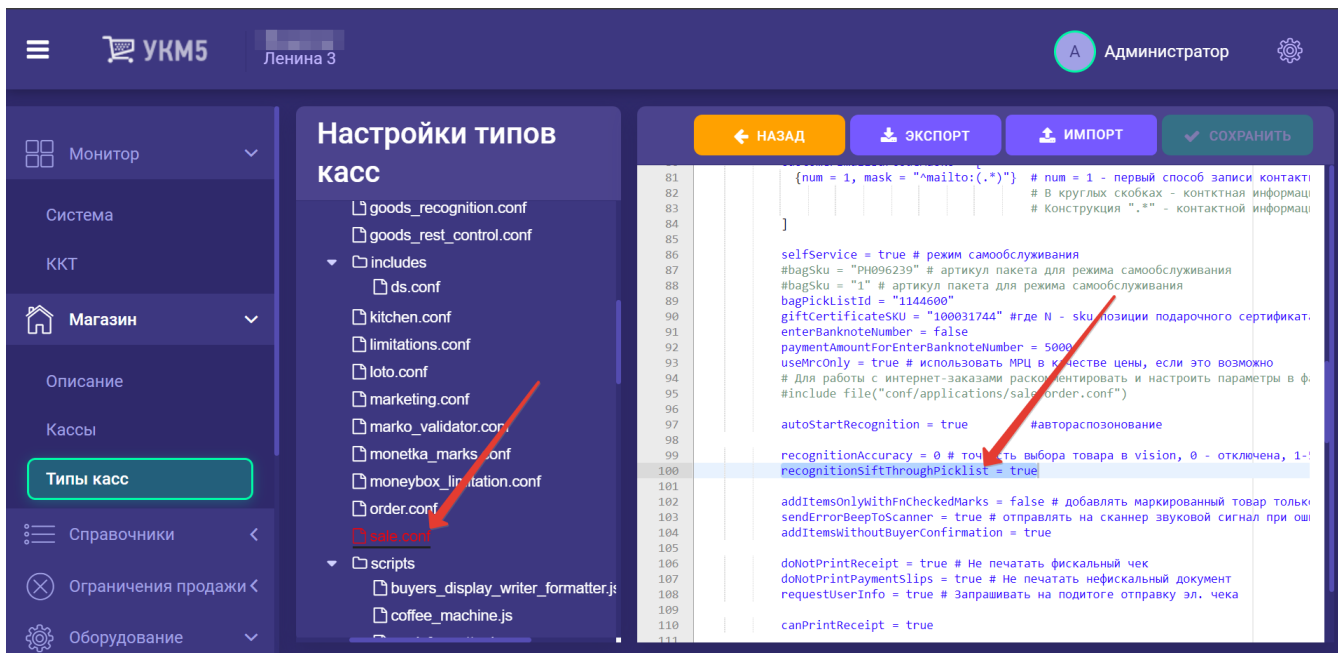 УКМ5
Ленина 3
А
Администратор
Монитор
Система
ККТ
Магазин
Описание
Кассы
Типы касс
Справочники
Ограничения продажи
Оборудование
Настройки типов
касс
goods_recognition.conf
goods_rest_control.conf
includes
ds.conf
kitchen.conf
limitations.conf
loto.conf
marketing.conf
marko_validator.conf
monetka_marks.conf
moneybox_limitation.conf
order.conf
sale.conf
scripts
buyers_display_writer_formatter.js
coffee_machine.js
НАЗАД
ЭКСПОРТ
ИМПОРТ
СОХРАНИТЬ
81 {num = 1, mask = "^mailto:(.*)"} # num = 1 - первый способ записи контакт
82 # В круглых скобках - контктная информац
83 # Конструкция ".*" - контактной информац
84 ]
85
86 selfService = true # режим самообслуживания
87 #bagSku = "PH096239" # артикул пакета для режима самообслуживания
88 #bagSku = "1" # артикул пакета для режима самообслуживания
89 bagPickListId = "1144600"
90 giftCertificateSKU = "100031744" #где N - sku позиции подарочного сертификат
91 enterBanknoteNumber = false
92 paymentAmountForEnterBanknoteNumber = 5000
93 useMrcOnly = true # использовать МРЦ в качестве цены, если это возможно
94 # Для работы с интернет-заказами раскомментировать и настроить параметры в ф
95 #include file("conf/applications/sale/order.conf")
96
97 autoStartRecognition = true #автораспозонование
98
99 recognitionAccuracy = 0 # точность выбора товара в vision, 0 - отключена, 1-
100 recognitionSiftThroughPicklist = true
101
102 addItemsOnlyWithFnCheckedMarks = false # добавлять маркированный товар тольк
103 sendErrorBeepToScanner = true # отправлять на сканнер звуковой сигнал при ош
104 addItemsWithoutBuyerConfirmation = true
105
106 doNotPrintReceipt = true # Не печатать фискальный чек
107 doNotPrintPaymentSlips = true # Не печатать нефискальный документ
108 requestUserInfo = true # Запрашивать на подитоге отправку эл. чека
109
110 canPrintReceipt = true
111